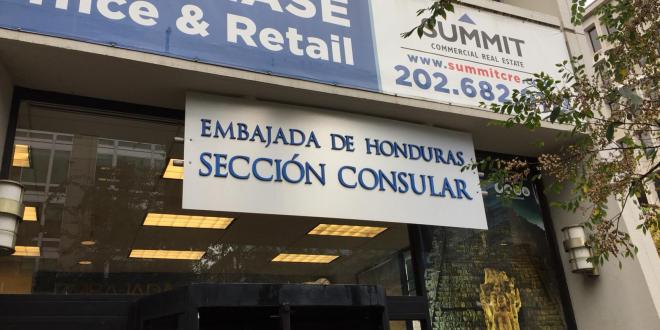 ice & Retail
SUMMIT
COMMERCIAL REAL ESTATE
www.summitcre
202.682.
EMBAJADA DE HONDURAS
SECCIÓN CONSULAR